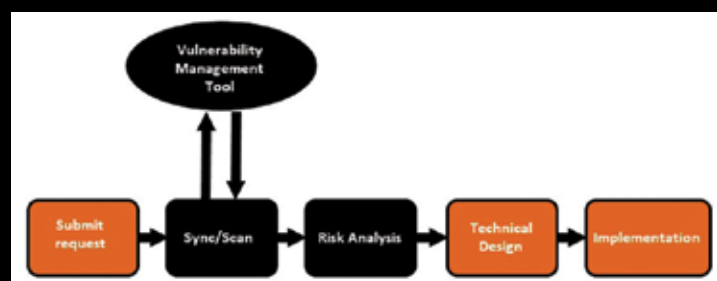 Vulnerability
Management
Tool
Submit
request
Sync/Scan
Risk Analysis
Technical
Design
Implementation